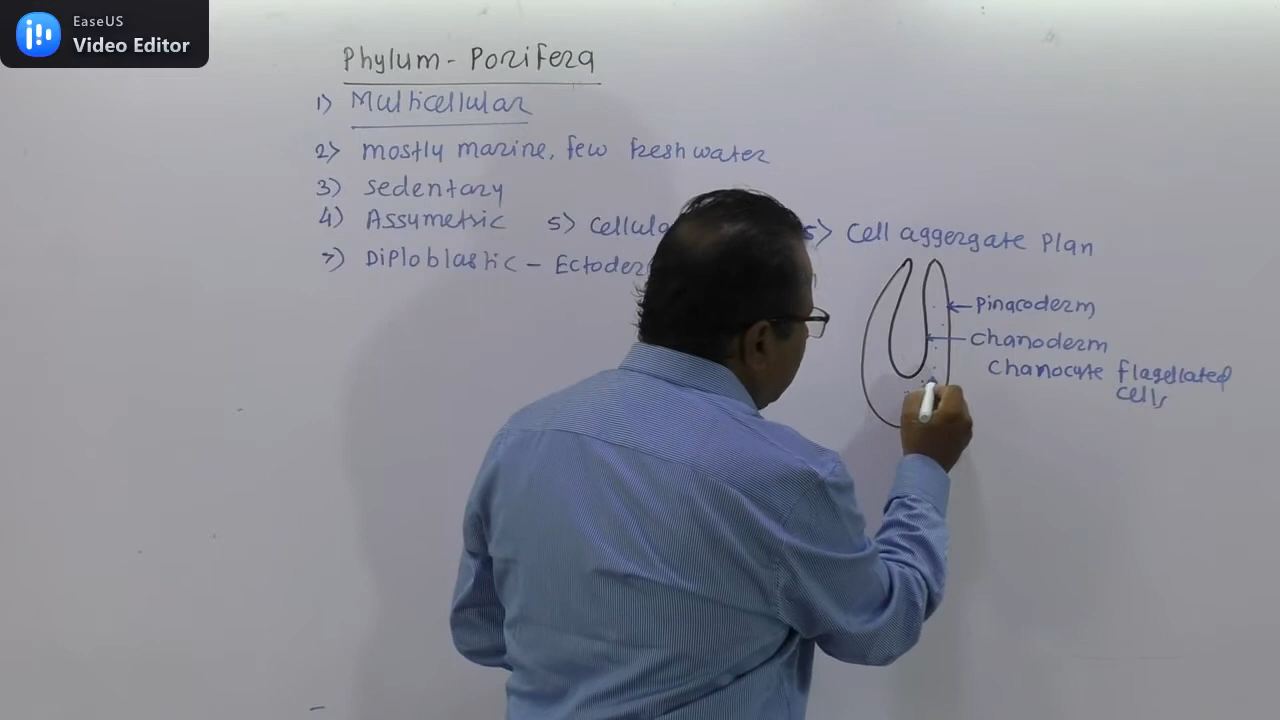 EaseUS
Video Editor
Phylum - Porifera
1) Multicellular
2) mostly marine, few freshwater
3) Sedentary
4) Assymetric 5) Cellula 5) Cell aggergate Plan
7) Diploblastic - Ectoder
Pinacoderm
Chanoderm
Chanocyte flagellated
cells